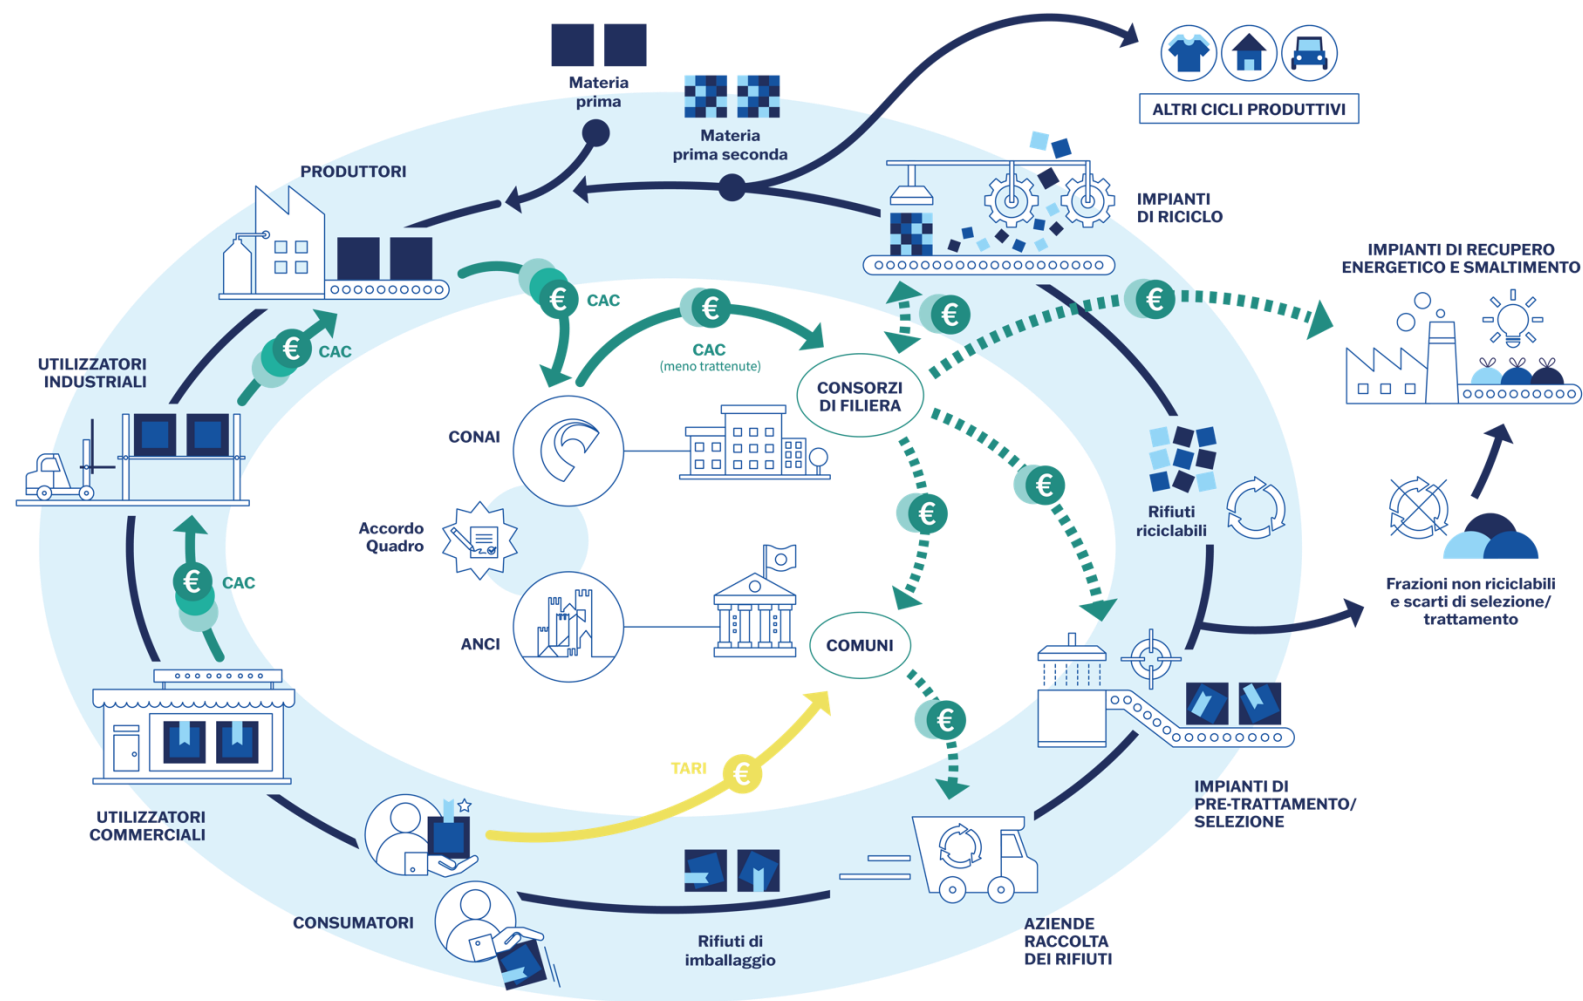 Materia
prima
Materia
prima seconda
ALTRI CICLI PRODUTTIVI
PRODUTTORI
IMPIANTI
DI RICICLO
IMPIANTI DI RECUPERO
ENERGETICO E SMALTIMENTO
€ CAC
€
€
€
€ CAC
CAC
(meno trattenute)
UTILIZZATORI
INDUSTRIALI
CONSORZI
DI FILIERA
CONAI
€
€
Rifiuti
riciclabili
Accordo
Quadro
€ CAC
Frazioni non riciclabili
e scarti di selezione/
trattamento
ANCI
COMUNI
€
TARI €
IMPIANTI DI
PRE-TRATTAMENTO/
SELEZIONE
UTILIZZATORI
COMMERCIALI
CONSUMATORI
Rifiuti di
imballaggio
AZIENDE
RACCOLTA
DEI RIFIUTI